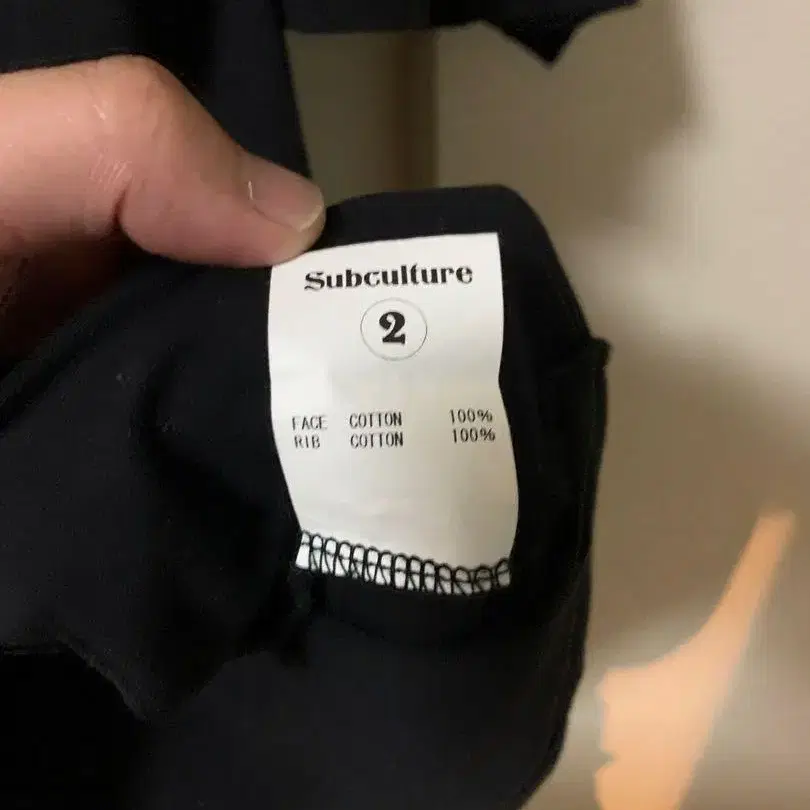 Subculture
2
FACE COTTON 100%
RIB COTTON 100%